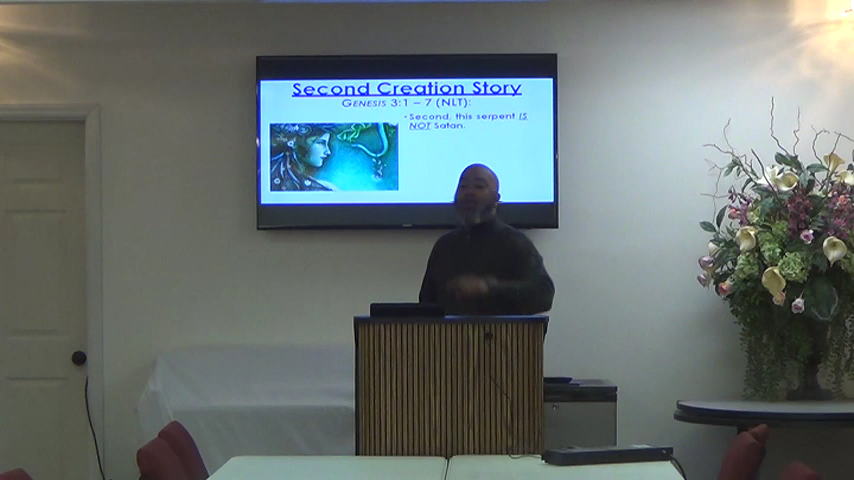 Second Creation Story
GENESIS 3:1 – 7 (NLT):
• Second, this serpent IS
NOT Satan.